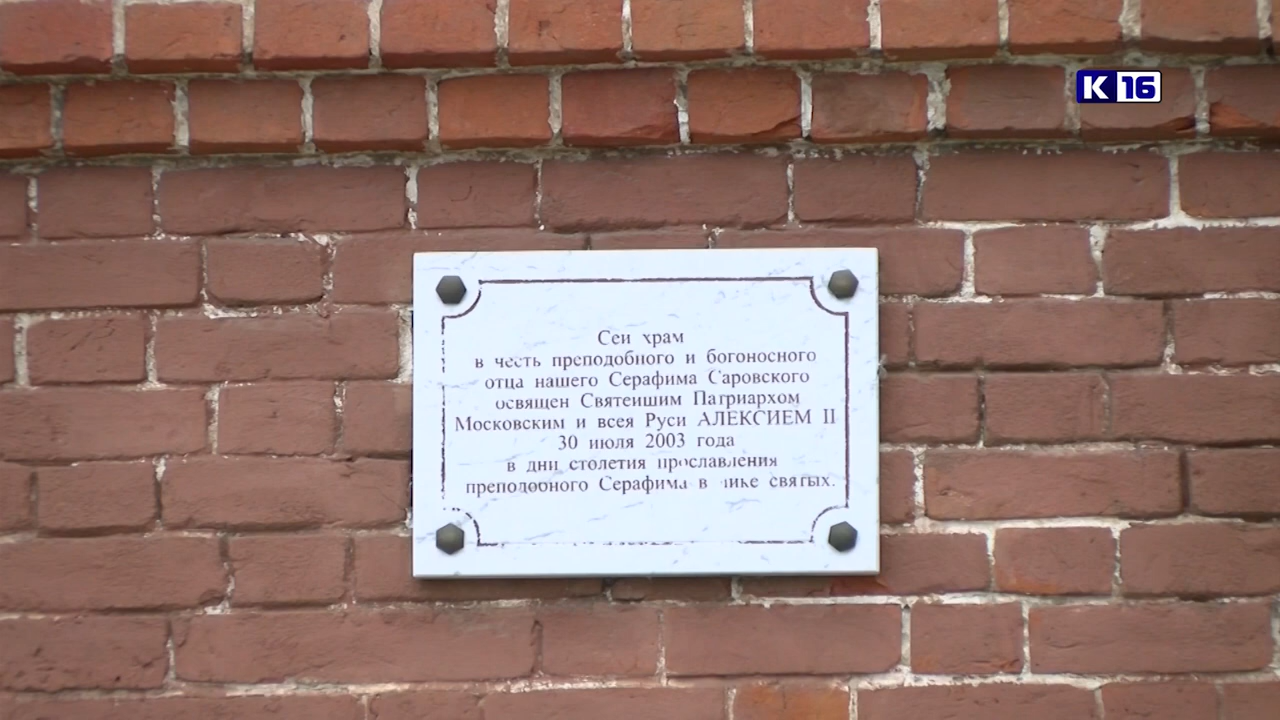 К 16
Сей храм
в честь преподобного и богоносного
отца нашего Серафима Саровского
освящен Святейшим Патриархом
Московским и всея Руси АЛЕКСИЕМ II
30 июля 2003 года
в дни столетия прославления
преподобного Серафима в лике святых.